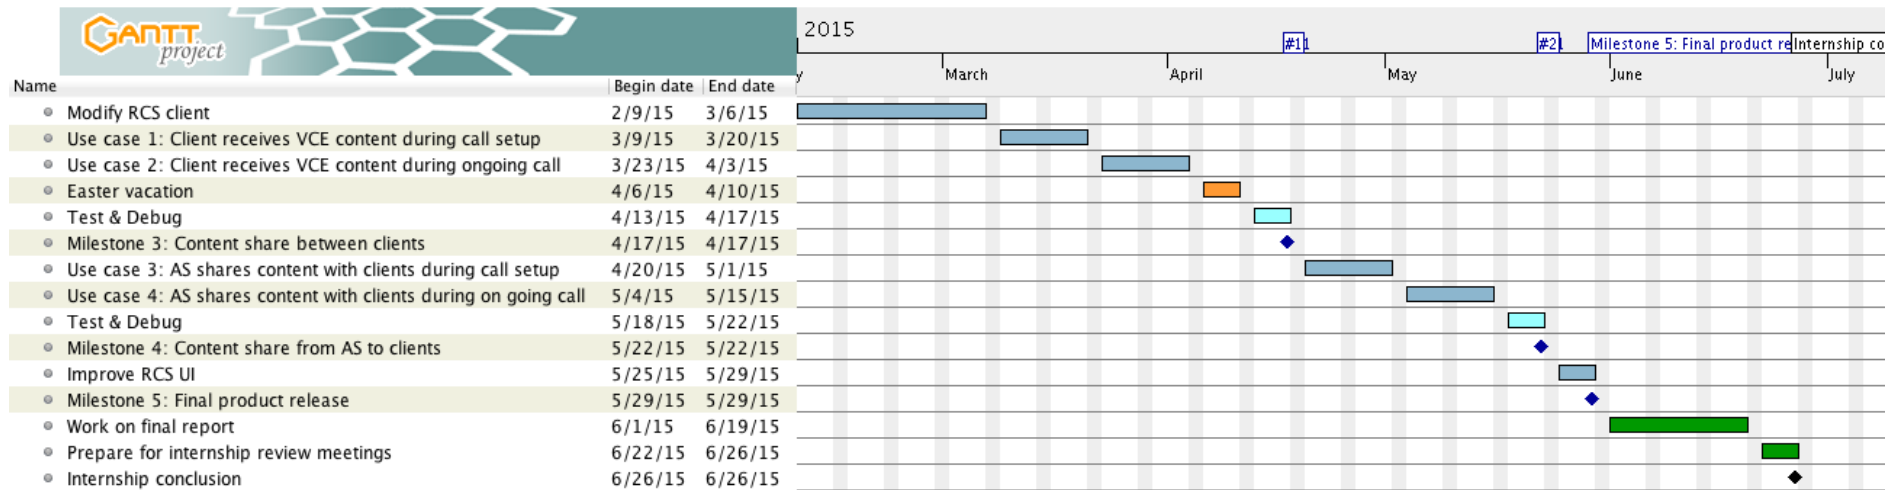 GANTT
project
2015
#11
#21
Milestone 5: Final product re
Internship co
y
March
April
May
June
July
Name Begin date End date
Modify RCS client 2/9/15 3/6/15
Use case 1: Client receives VCE content during call setup 3/9/15 3/20/15
Use case 2: Client receives VCE content during ongoing call 3/23/15 4/3/15
Easter vacation 4/6/15 4/10/15
Test & Debug 4/13/15 4/17/15
Milestone 3: Content share between clients 4/17/15 4/17/15
Use case 3: AS shares content with clients during call setup 4/20/15 5/1/15
Use case 4: AS shares content with clients during on going call 5/4/15 5/15/15
Test & Debug 5/18/15 5/22/15
Milestone 4: Content share from AS to clients 5/22/15 5/22/15
Improve RCS UI 5/25/15 5/29/15
Milestone 5: Final product release 5/29/15 5/29/15
Work on final report 6/1/15 6/19/15
Prepare for internship review meetings 6/22/15 6/26/15
Internship conclusion 6/26/15 6/26/15